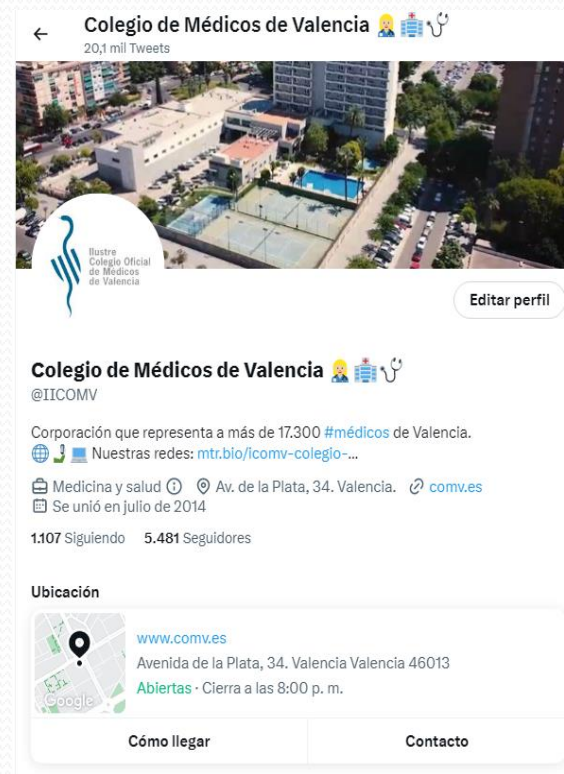 Colegio de Médicos de Valencia
20,1 mil Tweets
Ilustre
Colegio Oficial
de Médicos
de Valencia
Editar perfil
Colegio de Médicos de Valencia
@IICOMV
Corporación que representa a más de 17.300 #médicos de Valencia.
Nuestras redes: mtr.bio/icomv-colegio-...
Medicina y salud Av. de la Plata, 34. Valencia. comv.es
Se unió en julio de 2014
1.107 Siguiendo 5.481 Seguidores
Ubicación
www.comv.es
Avenida de la Plata, 34. Valencia Valencia 46013
Abiertas · Cierra a las 8:00 p. m.
Google
Cómo llegar Contacto